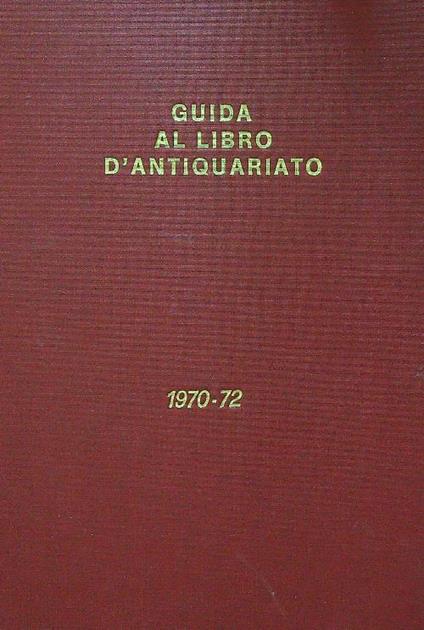 GUIDA
AL LIBRO
D'ANTIQUARIATO
1970-72